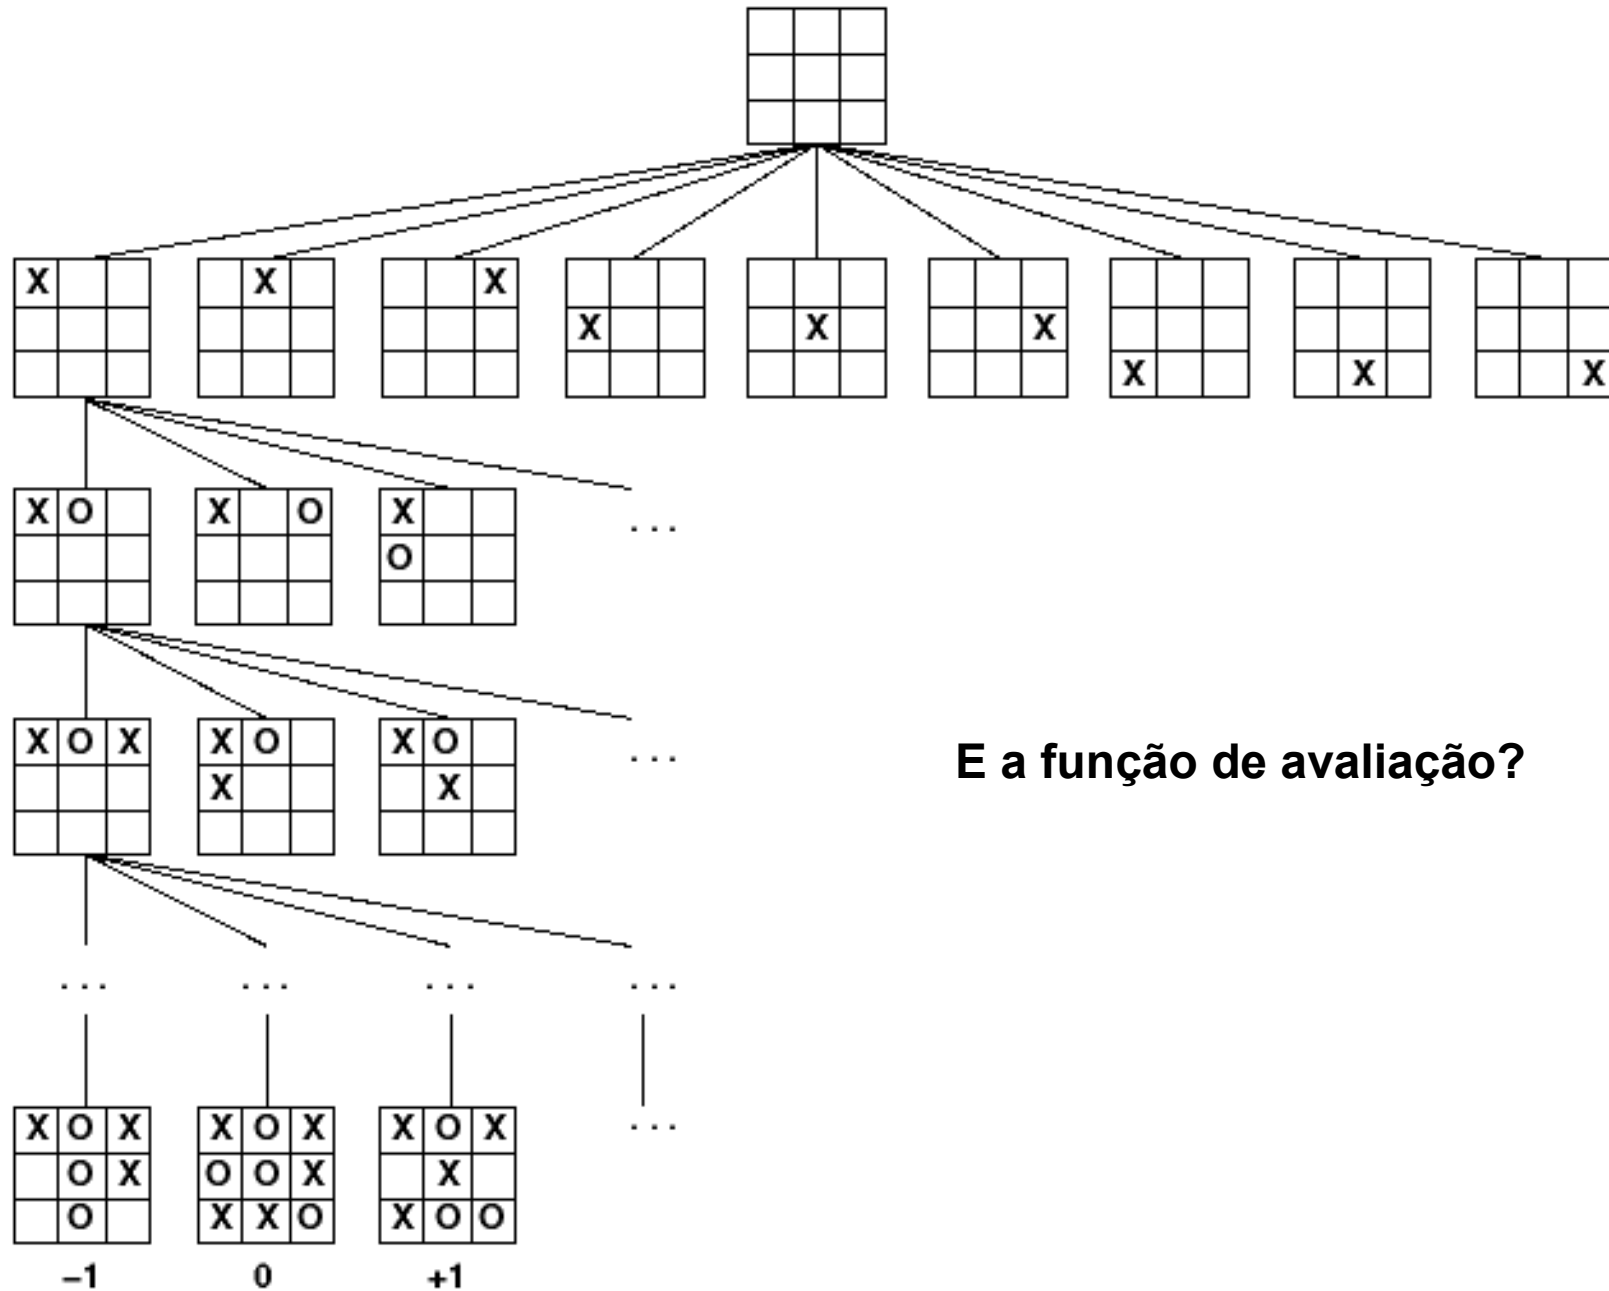 X X X X X X X X X
X O X O X . . .
O
X O X X O X O . . .
X X
E a função de avaliação?
. . . . . . . . . . . .
X O X X O X X O X . . .
O X O O X X
O X X O X O O
–1 0 +1